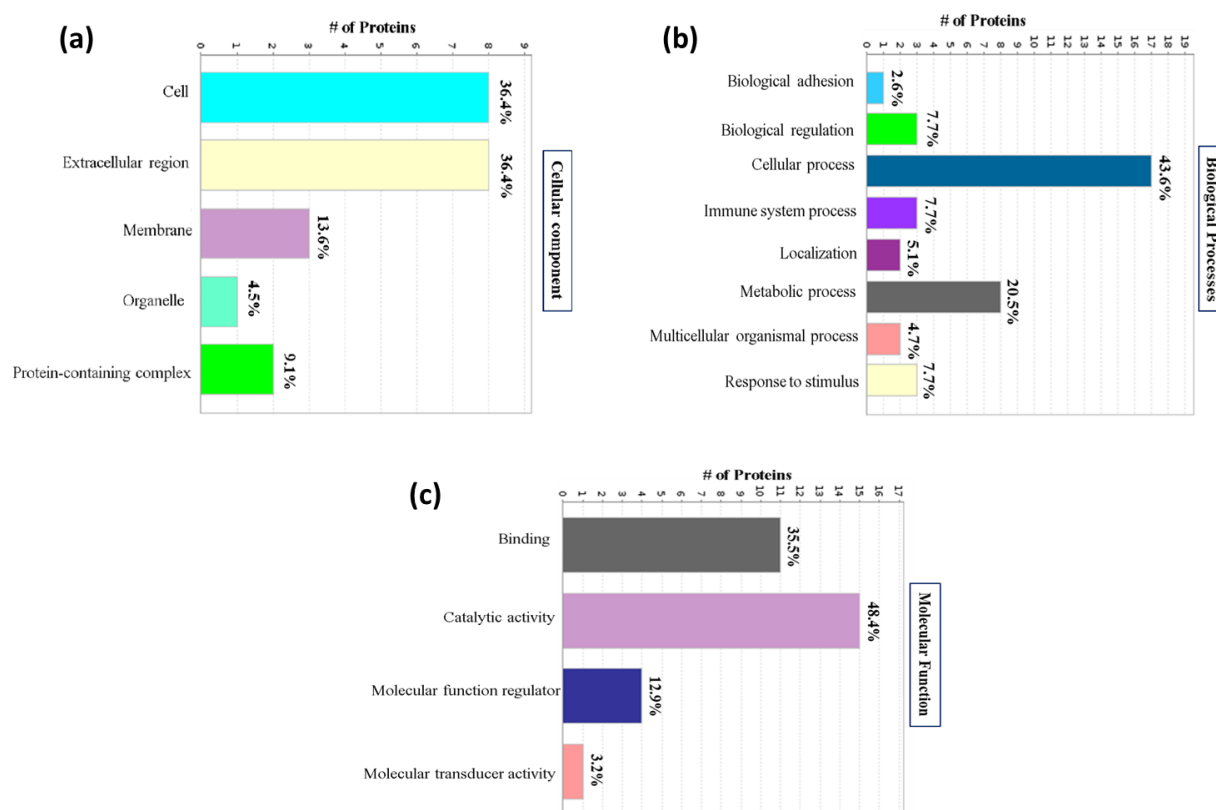 (a)
# of Proteins
0 1 2 3 4 5 6 7 8 9
Cell
36.4%
Extracellular region
36.4%
Membrane
13.6%
Organelle
4.5%
Protein-containing complex
9.1%
Cellular component
(b)
# of Proteins
0 1 2 3 4 5 6 7 8 9 10 11 12 13 14 15 16 17 18 19
Biological adhesion
2.6%
Biological regulation
7.7%
Cellular process
43.6%
Immune system process
7.7%
Localization
5.1%
Metabolic process
20.5%
Multicellular organismal process
4.7%
Response to stimulus
7.7%
Biological Processes
(c)
# of Proteins
0 1 2 3 4 5 6 7 8 9 10 11 12 13 14 15 16 17
Binding
35.5%
Catalytic activity
48.4%
Molecular function regulator
12.9%
Molecular transducer activity
3.2%
Molecular Function